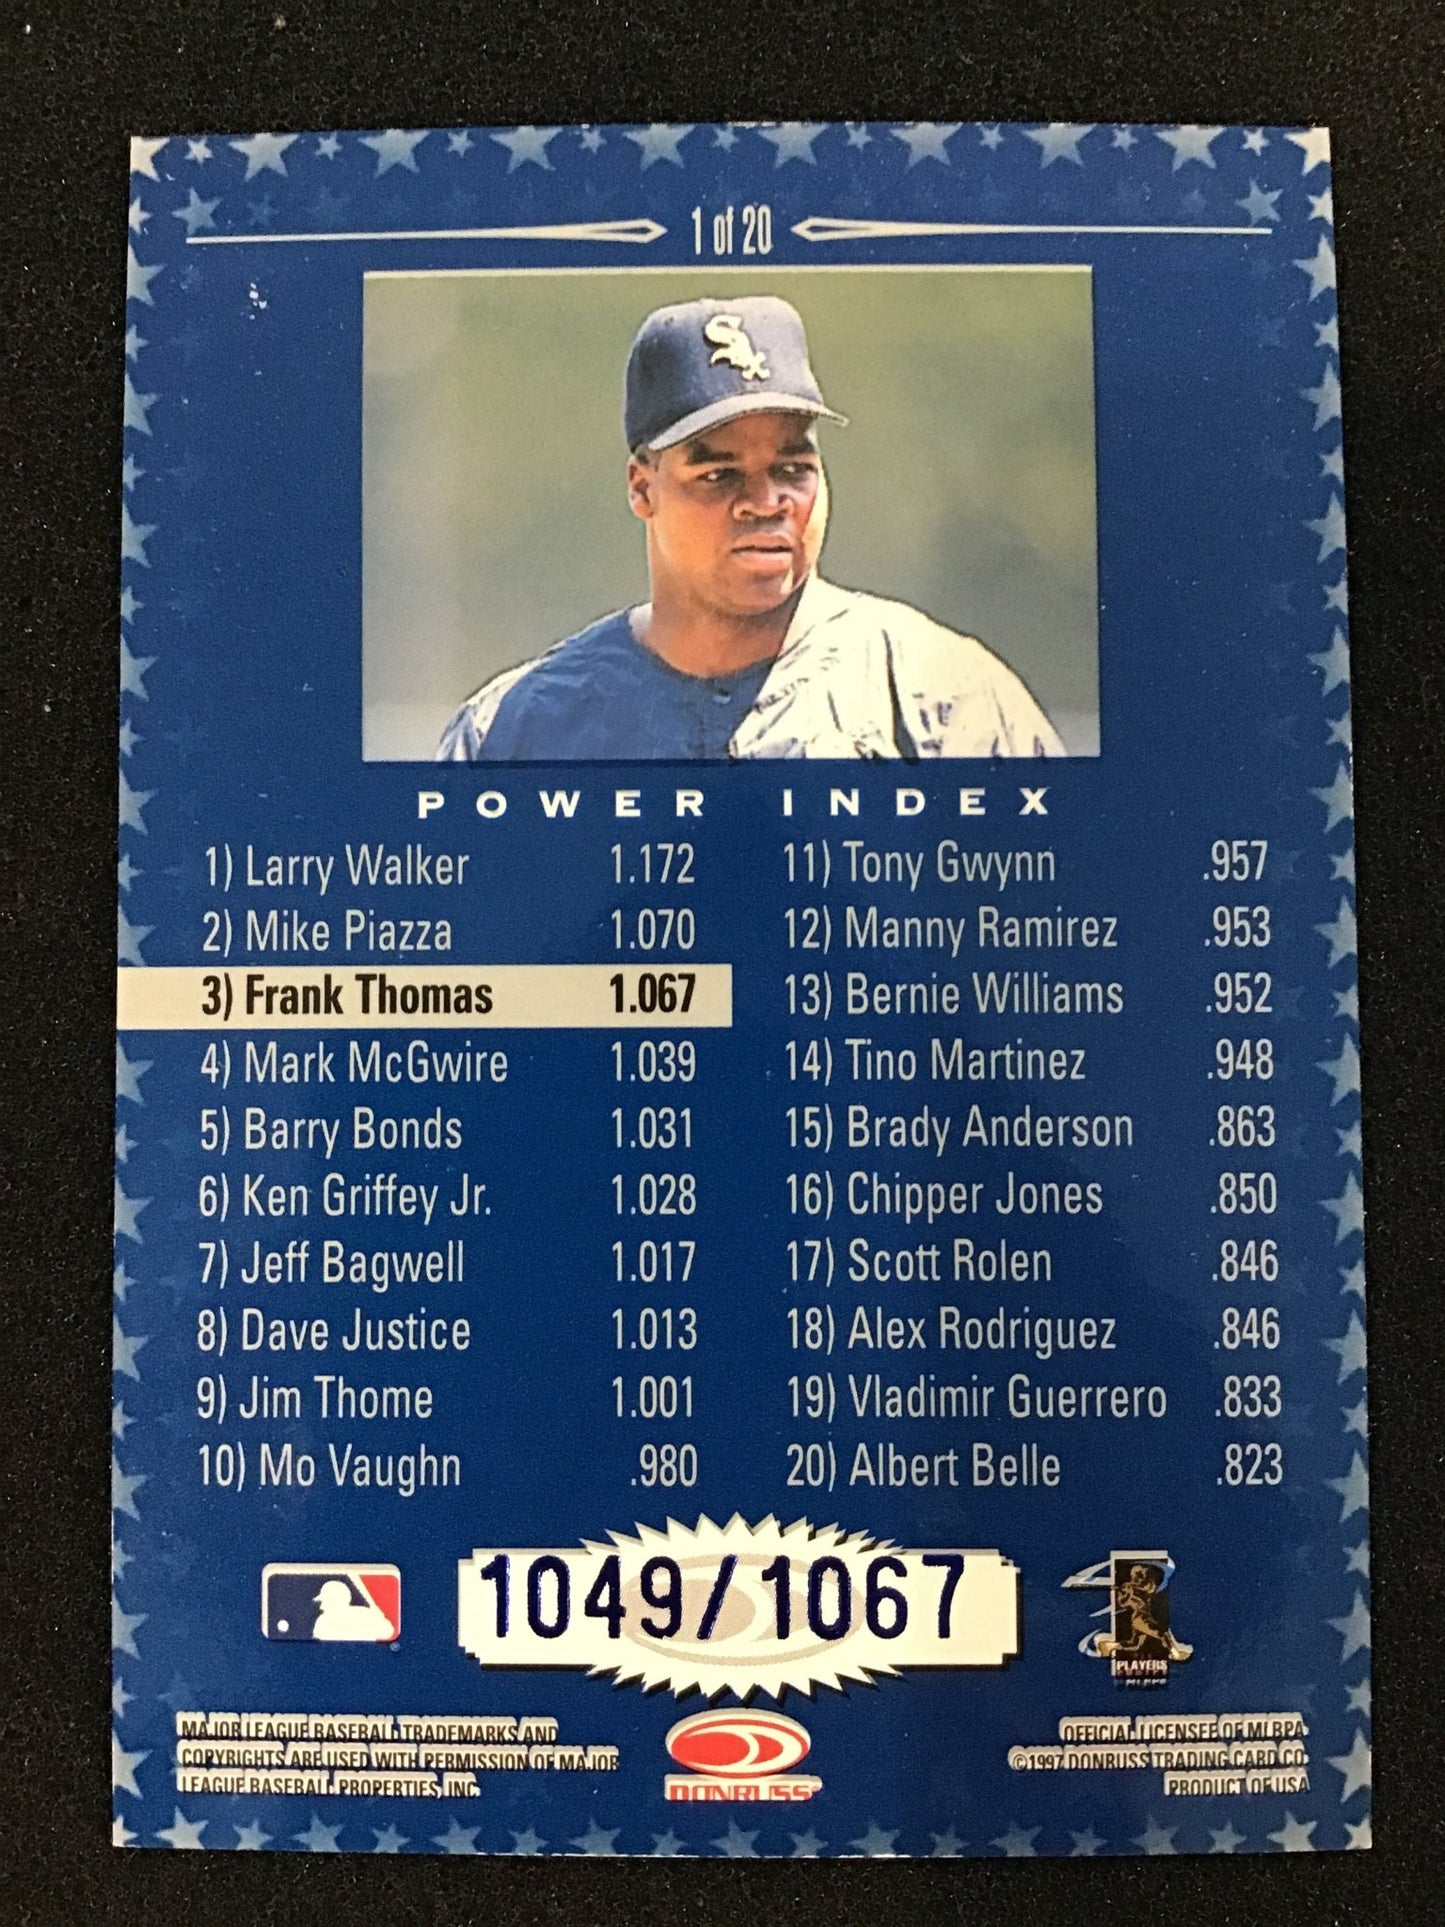 1 of 20
Sox
POWER INDEX
1) Larry Walker 1.172
2) Mike Piazza 1.070
3) Frank Thomas 1.067
4) Mark McGwire 1.039
5) Barry Bonds 1.031
6) Ken Griffey Jr. 1.028
7) Jeff Bagwell 1.017
8) Dave Justice 1.013
9) Jim Thome 1.001
10) Mo Vaughn .980
11) Tony Gwynn .957
12) Manny Ramirez .953
13) Bernie Williams .952
14) Tino Martinez .948
15) Brady Anderson .863
16) Chipper Jones .850
17) Scott Rolen .846
18) Alex Rodriguez .846
19) Vladimir Guerrero .833
20) Albert Belle .823
1049/1067
PLAYERS
CHOICE
MLBPA
MAJOR LEAGUE BASEBALL TRADEMARKS AND
COPYRIGHTS ARE USED WITH PERMISSION OF MAJOR
LEAGUE BASEBALL PROPERTIES, INC.
DONRUSS
OFFICIAL LICENSEE OF MLBPA
©1997 DONRUSS TRADING CARD CO.
PRODUCT OF USA